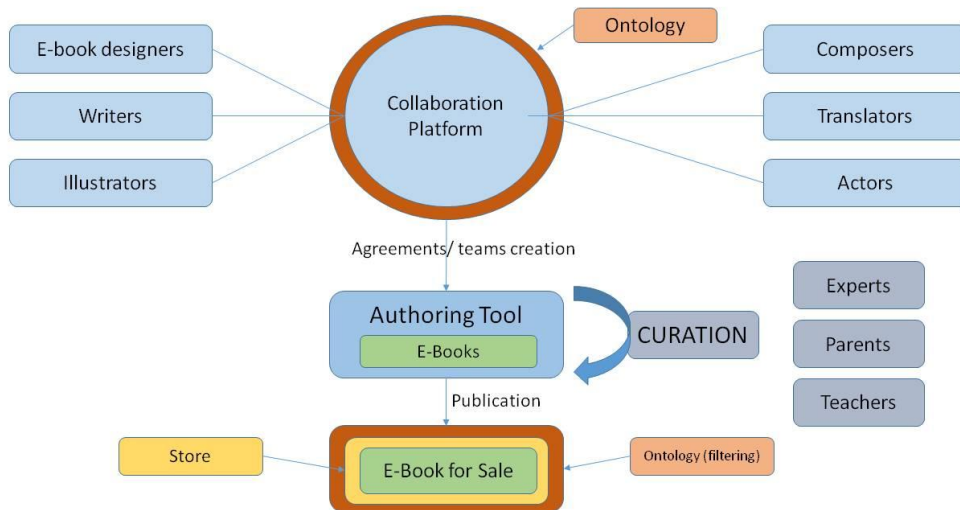 Ontology
E-book designers
Composers
Collaboration
Platform
Writers
Translators
Illustrators
Actors
Agreements/ teams creation
Authoring Tool
E-Books
CURATION
Experts
Parents
Teachers
Publication
Store
E-Book for Sale
Ontology (filtering)